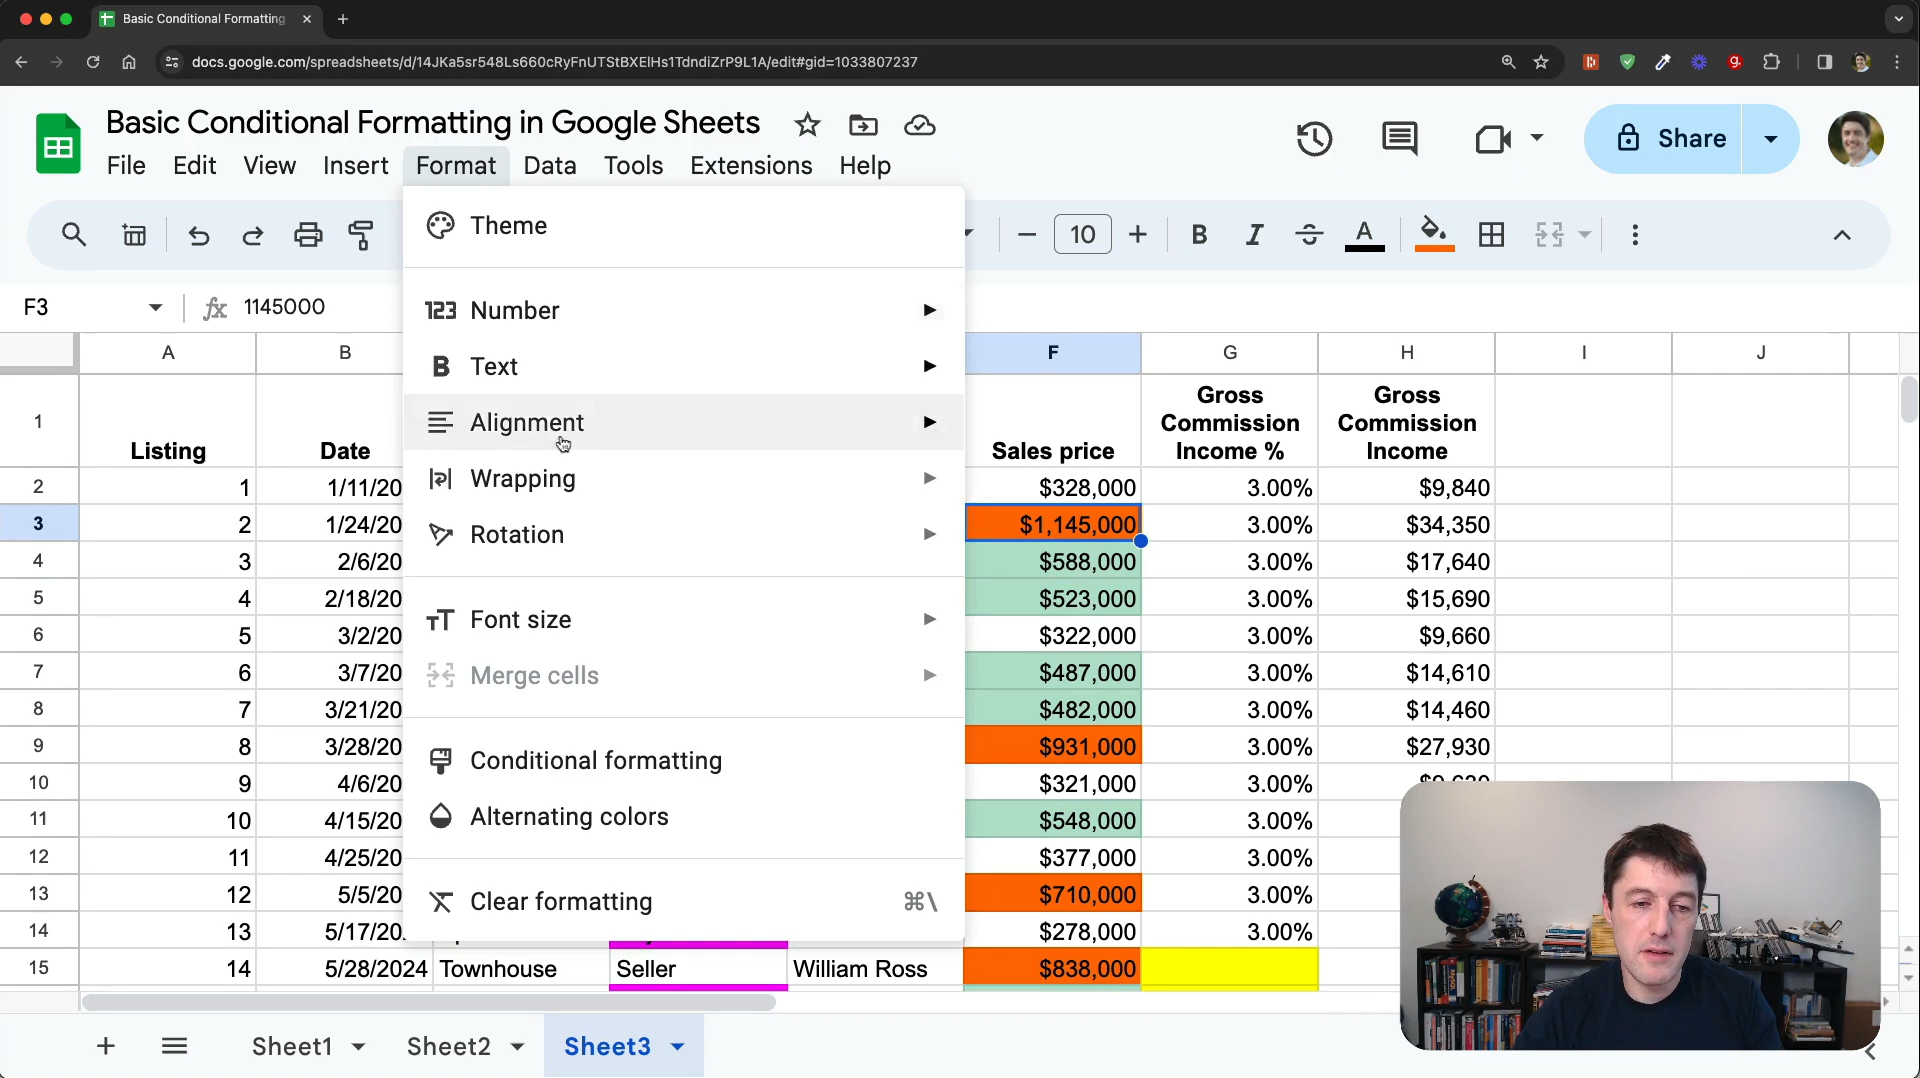 Basic Conditional Formatting
docs.google.com/spreadsheets/d/14JKa5sr548Ls660cRyFnUTStBXElHs1TdndiZrP9L1A/edit#gid=1033807237
Basic Conditional Formatting in Google Sheets
File Edit View Insert Format Data Tools Extensions Help
Share
10
F3
1145000
Theme
123 Number
B Text
Alignment
Wrapping
Rotation
Font size
Merge cells
Conditional formatting
Alternating colors
Clear formatting ⌘\
A B F G H I J
1 Listing Date Sales price Gross Commission Income % Gross Commission Income
2 1 1/11/20 $328,000 3.00% $9,840
3 2 1/24/20 $1,145,000 3.00% $34,350
4 3 2/6/20 $588,000 3.00% $17,640
5 4 2/18/20 $523,000 3.00% $15,690
6 5 3/2/20 $322,000 3.00% $9,660
7 6 3/7/20 $487,000 3.00% $14,610
8 7 3/21/20 $482,000 3.00% $14,460
9 8 3/28/20 $931,000 3.00% $27,930
10 9 4/6/20 $321,000 3.00%
11 10 4/15/20 $548,000 3.00%
12 11 4/25/20 $377,000 3.00%
13 12 5/5/20 $710,000 3.00%
14 13 5/17/20 $278,000 3.00%
15 14 5/28/2024 Townhouse Seller William Ross $838,000
Sheet1 Sheet2 Sheet3